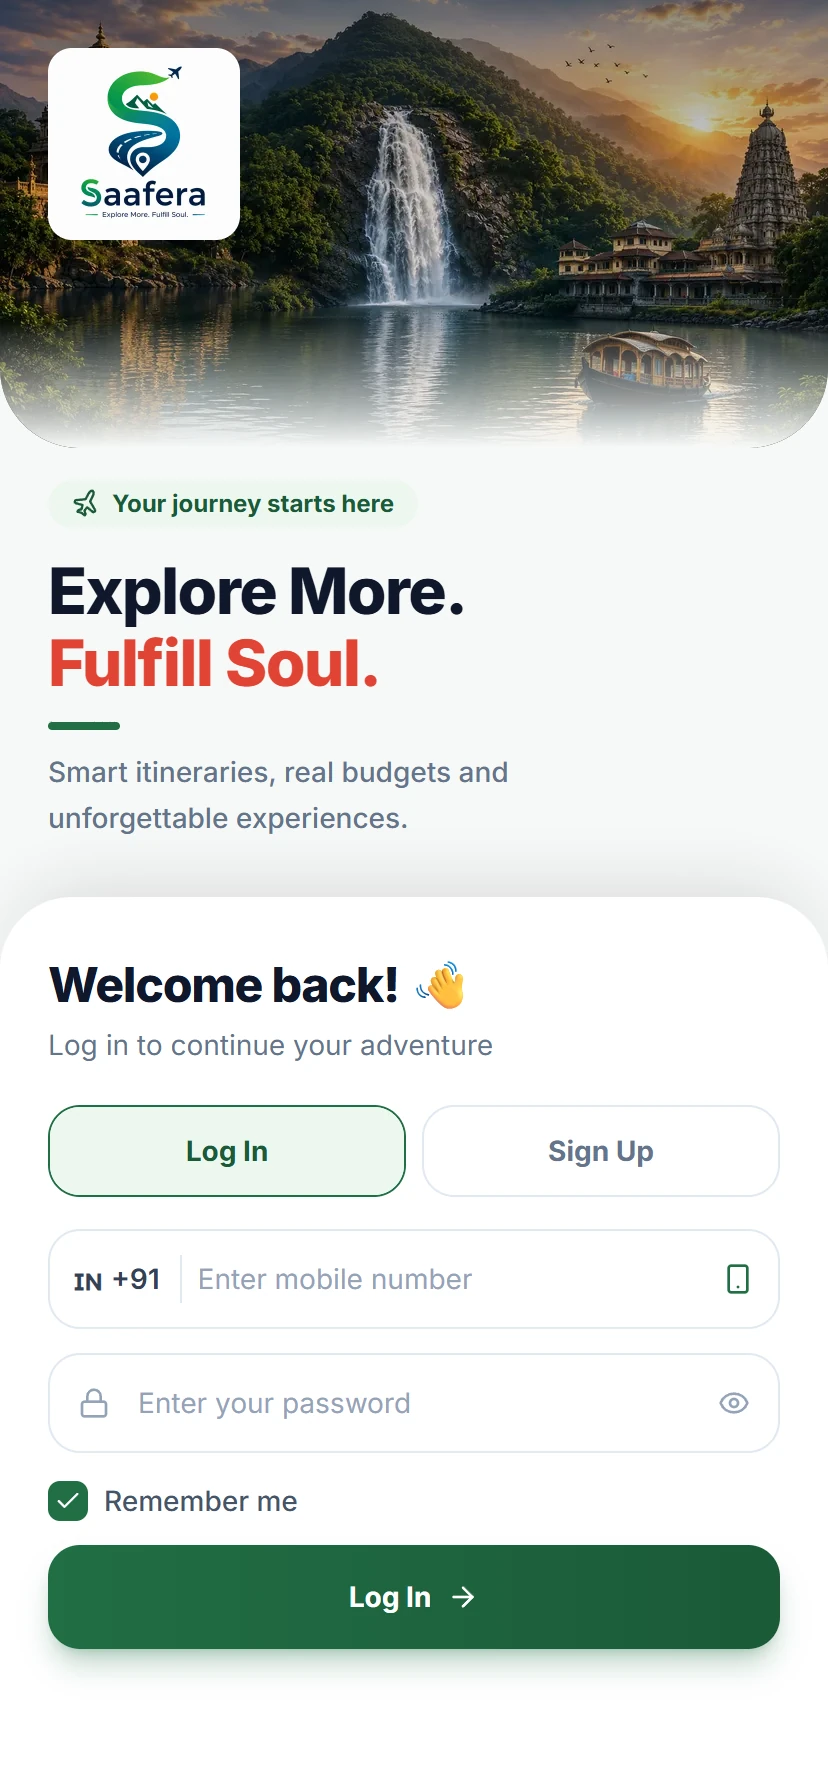 Saafera
Explore More. Fulfill Soul.
Your journey starts here
Explore More.
Fulfill Soul.
Smart itineraries, real budgets and
unforgettable experiences.
Welcome back! 👋
Log in to continue your adventure
Log In
Sign Up
IN +91 Enter mobile number
Enter your password
Remember me
Log In →